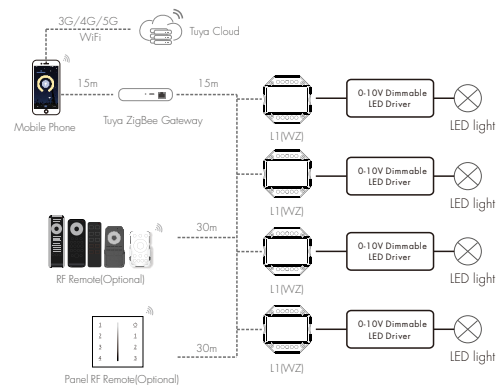 3G/4G/5G
WiFi
Tuya Cloud
15m
15m
Mobile Phone
Tuya ZigBee Gateway
L1(WZ)
0-10V Dimmable
LED Driver
LED light
L1(WZ)
0-10V Dimmable
LED Driver
LED light
30m
RF Remote(Optional)
L1(WZ)
0-10V Dimmable
LED Driver
LED light
1 0
2 1
3 2
4 3
30m
Panel RF Remote(Optional)
L1(WZ)
0-10V Dimmable
LED Driver
LED light